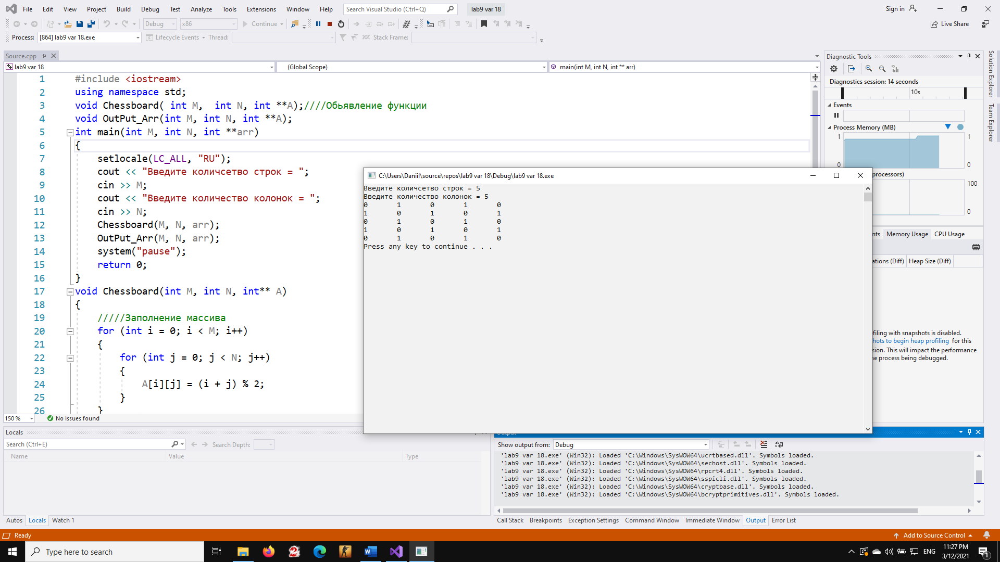 File Edit View Project Build Debug Test Analyze Tools Extensions Window Help Search Visual Studio (Ctrl+Q) lab9 var 18 Sign in
Debug x86 Continue Live Share
Process: [864] lab9 var 18.exe Lifecycle Events Thread: Stack Frame:
Source.cpp
lab9 var 18 (Global Scope) main(int M, int N, int ** arr)
1 #include <iostream>
2 using namespace std;
3 void Chessboard( int M,  int N, int **A);////Обьявление функции
4 void OutPut_Arr(int M, int N, int **A);
5 int main(int M, int N, int **arr)
6 {
7 setlocale(LC_ALL, "RU");
8 cout << "Введите количсетво строк = ";
9 cin >> M;
10 cout << "Введите количество колонок = ";
11 cin >> N;
12 Chessboard(M, N, arr);
13 OutPut_Arr(M, N, arr);
14 system("pause");
15 return 0;
16 }
17 void Chessboard(int M, int N, int** A)
18 {
19 /////Заполнение массива
20 for (int i = 0; i < M; i++)
21 {
22 for (int j = 0; j < N; j++)
23 {
24 A[i][j] = (i + j) % 2;
25 }
26 }
150 % No issues found
C:\Users\Daniil\source\repos\lab9 var 18\Debug\lab9 var 18.exe
Введите количсетво строк = 5
Введите количество колонок = 5
0 1 0 1 0
1 0 1 0 1
0 1 0 1 0
1 0 1 0 1
0 1 0 1 0
Press any key to continue . . .
Diagnostic Tools
Diagnostics session: 14 seconds
10s
Events
Process Memory (MB)
1 1
0 0
processors)
100
0
nts Memory Usage CPU Usage
ations (Diff) Heap Size (Diff)
filing with snapshots is disabled.
hots to begin heap profiling for this
sion. This will impact the performance
e process being debugged.
Solution Explorer
Team Explorer
Locals
Search (Ctrl+E) Search Depth:
Name Value Type
Autos Locals Watch 1
Show output from: Debug
'lab9 var 18.exe' (Win32): Loaded 'C:\Windows\SysWOW64\ucrtbased.dll'. Symbols loaded.
'lab9 var 18.exe' (Win32): Loaded 'C:\Windows\SysWOW64\sechost.dll'. Symbols loaded.
'lab9 var 18.exe' (Win32): Loaded 'C:\Windows\SysWOW64\rpcrt4.dll'. Symbols loaded.
'lab9 var 18.exe' (Win32): Loaded 'C:\Windows\SysWOW64\sspicli.dll'. Symbols loaded.
'lab9 var 18.exe' (Win32): Loaded 'C:\Windows\SysWOW64\cryptbase.dll'. Symbols loaded.
'lab9 var 18.exe' (Win32): Loaded 'C:\Windows\SysWOW64\bcryptprimitives.dll'. Symbols loaded.
Call Stack Breakpoints Exception Settings Command Window Immediate Window Output Error List
Ready Add to Source Control
Type here to search ENG 11:27 PM
3/12/2021 1